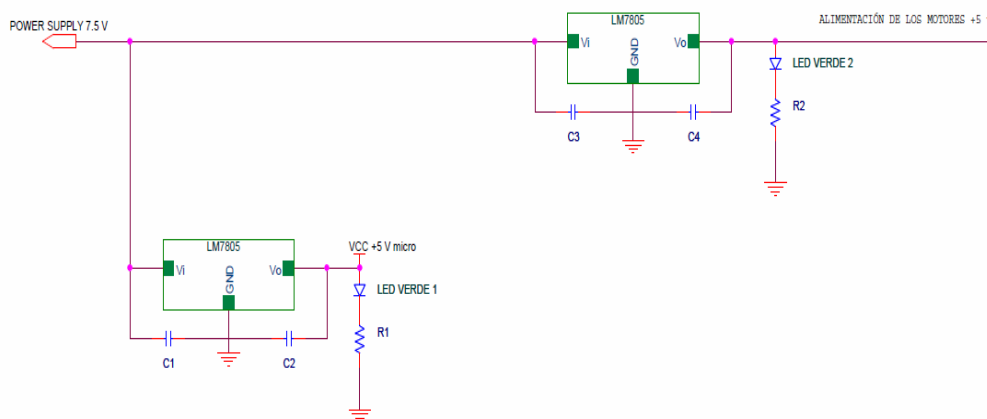 POWER SUPPLY 7.5 V
LM7805
Vi
GND
Vo
ALIMENTACIÓN DE LOS MOTORES +5
LED VERDE 2
R2
C3
C4
LM7805
Vi
GND
Vo
VCC +5 V micro
LED VERDE 1
R1
C1
C2